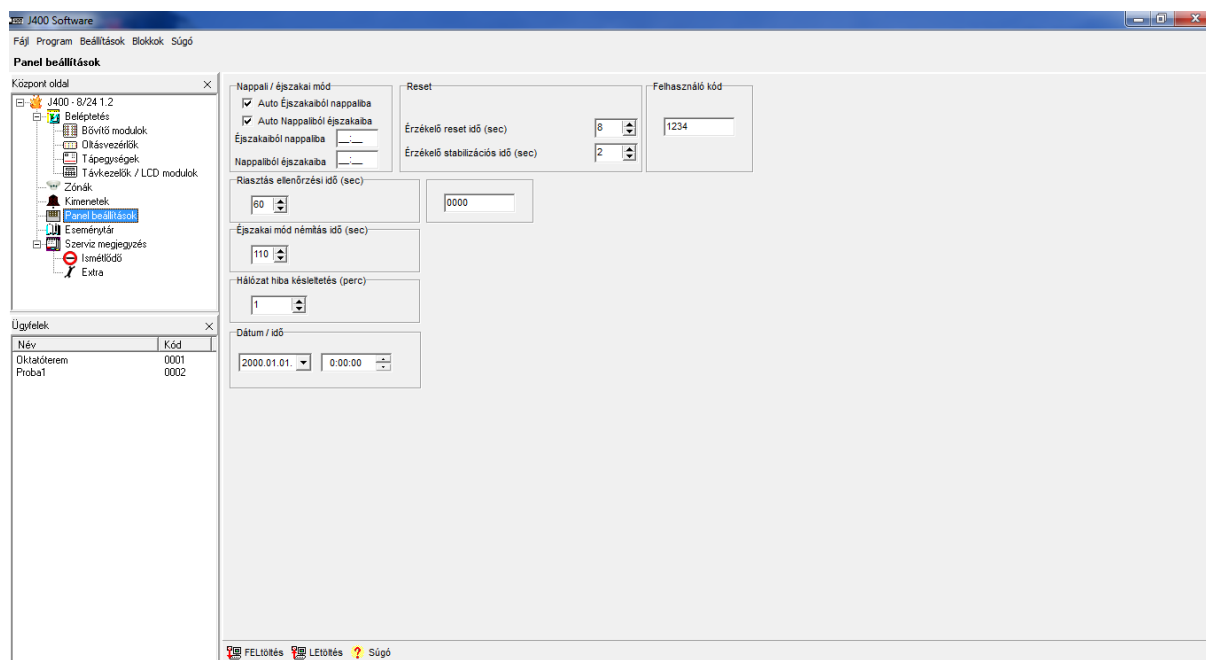 J400 Software
Fájl Program Beállítások Blokkok Súgó
Panel beállítások
Központ oldal
J400 - 8/24 1.2
Beléptetés
Bővítő modulok
Oltásvezérlők
Tápegységek
Távkezelők / LCD modulok
Zónák
Kimenetek
Panel beállítások
Eseménytár
Szerviz megjegyzés
Ismétlődő
Extra
Ügyfelek
Név Kód
Oktatóterem 0001
Proba1 0002
Nappali / éjszakai mód
Auto Éjszakaiból nappaliba
Auto Nappaliból éjszakaiba
Éjszakaiból nappaliba __:__
Nappaliból éjszakaiba __:__
Reset
Érzékelő reset idő (sec) 8
Érzékelő stabilizációs idő (sec) 2
Felhasználó kód
1234
Riasztás ellenőrzési idő (sec)
60
0000
Éjszakai mód némítás idő (sec)
110
Hálózat hiba késleltetés (perc)
1
Dátum / idő
2000.01.01. 0:00:00
FELtöltés LEtöltés ? Súgó